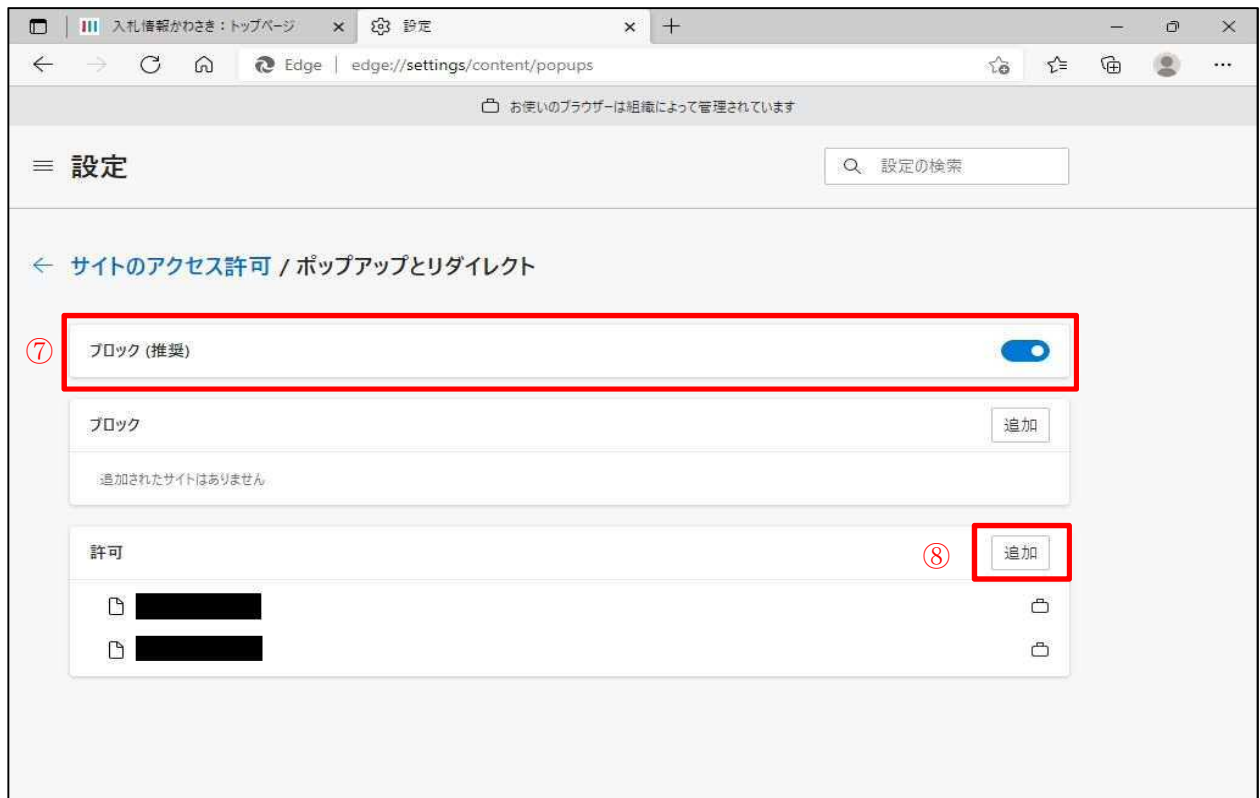 入札情報かわさき：トップページ
設定
Edge | edge://settings/content/popups
お使いのブラウザーは組織によって管理されています
設定
設定の検索
サイトのアクセス許可 / ポップアップとリダイレクト
⑦
ブロック (推奨)
ブロック
追加
追加されたサイトはありません
許可
⑧
追加